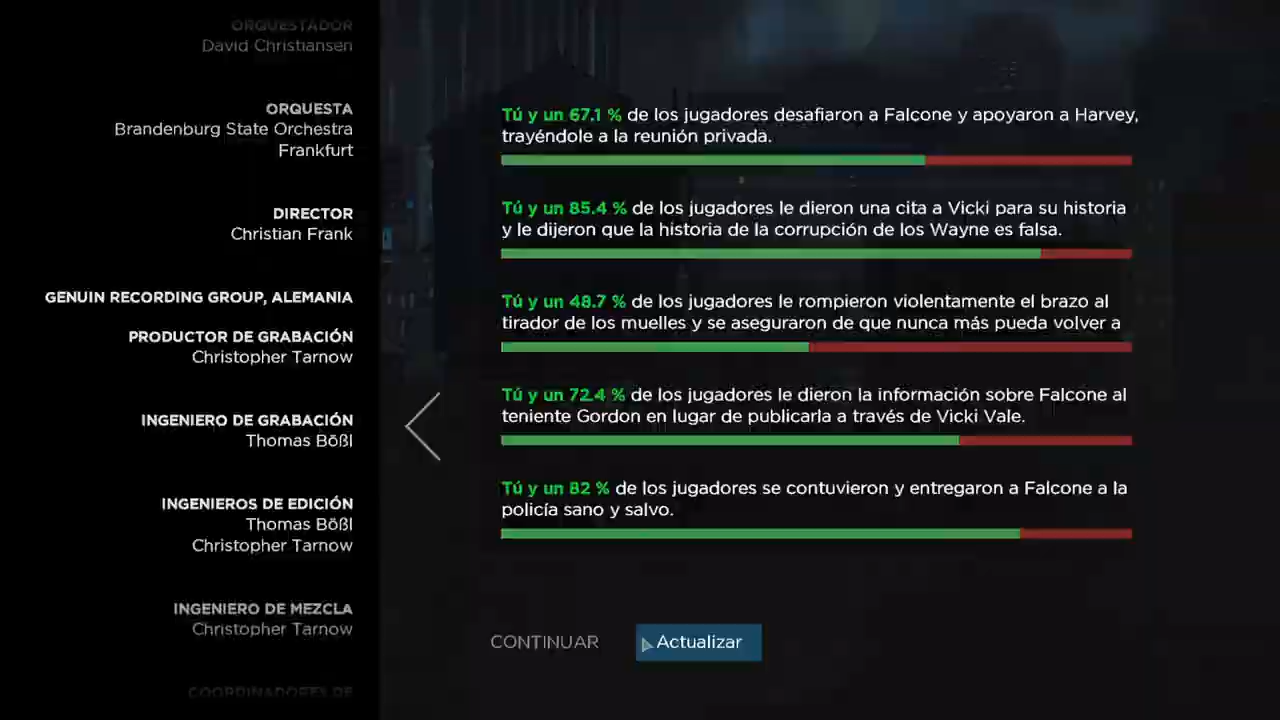 ORQUESTADOR
David Christiansen
ORQUESTA
Brandenburg State Orchestra
Frankfurt
DIRECTOR
Christian Frank
GENUIN RECORDING GROUP, ALEMANIA
PRODUCTOR DE GRABACIÓN
Christopher Tarnow
INGENIERO DE GRABACIÓN
Thomas Bößl
INGENIEROS DE EDICIÓN
Thomas Bößl
Christopher Tarnow
INGENIERO DE MEZCLA
Christopher Tarnow
COORDINADORES DE
Tú y un 67.1 % de los jugadores desafiaron a Falcone y apoyaron a Harvey,
trayéndole a la reunión privada.
Tú y un 85.4 % de los jugadores le dieron una cita a Vicki para su historia
y le dijeron que la historia de la corrupción de los Wayne es falsa.
Tú y un 48.7 % de los jugadores le rompieron violentamente el brazo al
tirador de los muelles y se aseguraron de que nunca más pueda volver a
Tú y un 72.4 % de los jugadores le dieron la información sobre Falcone al
teniente Gordon en lugar de publicarla a través de Vicki Vale.
Tú y un 82 % de los jugadores se contuvieron y entregaron a Falcone a la
policía sano y salvo.
CONTINUAR
Actualizar